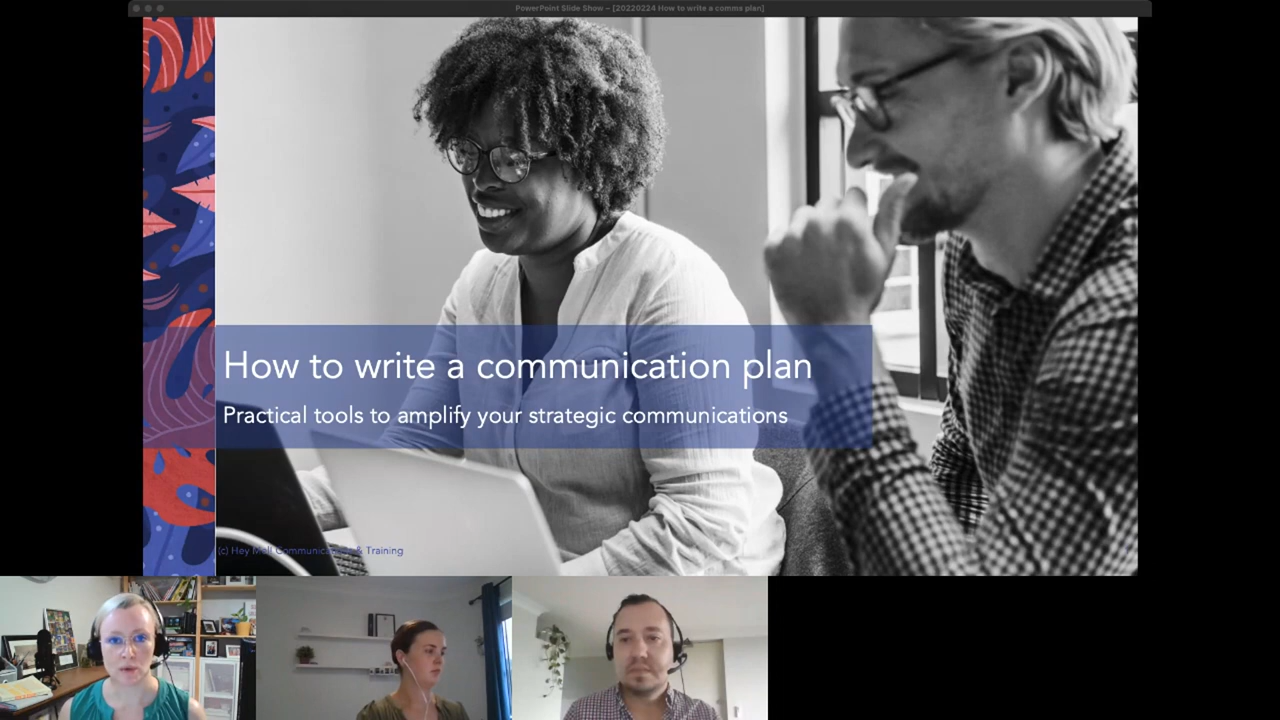 PowerPoint Slide Show – [20220224 How to write a comms plan]
How to write a communication plan
Practical tools to amplify your strategic communications
(c) Hey Mell Communication & Training